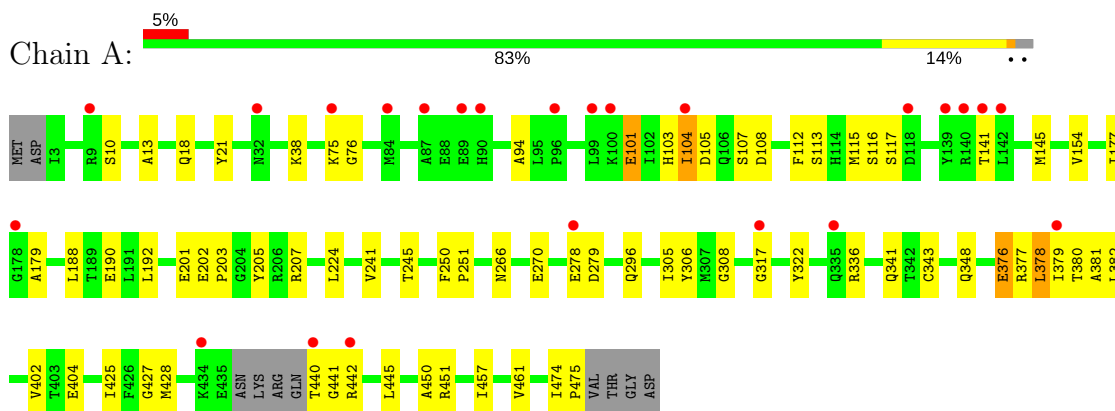 5%
Chain A:
83% 14% • •
MET ASP I3 R9 S10 A13 Q18 Y21 N32 K38 K75 G76 M84 A87 E88 E89 H90 A94 L95 P96 L99 K100 E101 I102 H103 I104 D105 Q106 S107 D108 F112 S113 H114 M115 S116 S117 D118 Y139 R140 T141 L142 M145 V154
G178 A179 L188 T189 E190 L191 L192 E201 E202 P203 G204 Y205 R206 R207 L224 V241 T245 F250 P251 N266 E270 E278 D279 Q296 I305 Y306 M307 G308 G317 Y322 Q335 R336 Q341 T342 C343 Q348 E376 R377 L378 I379 T380 A381
V402 T403 E404 I425 F426 G427 M428 K434 E435 ASN LYS ARG GLN T440 G441 R442 L445 A450 R451 I457 V461 I474 P475 VAL THR GLY ASP